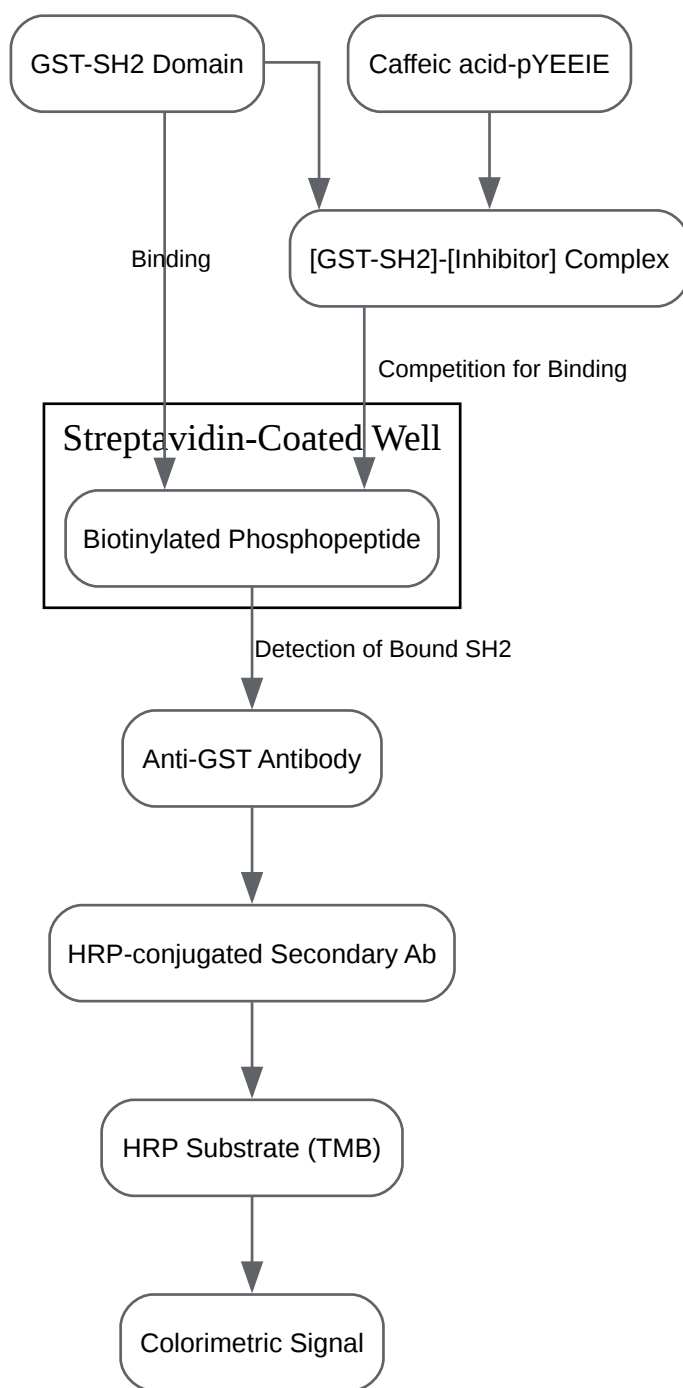 GST-SH2 Domain
Caffeic acid-pYEEIE
[GST-SH2]-[Inhibitor] Complex
Binding
Competition for Binding
Streptavidin-Coated Well
Biotinylated Phosphopeptide
Detection of Bound SH2
Anti-GST Antibody
HRP-conjugated Secondary Ab
HRP Substrate (TMB)
Colorimetric Signal